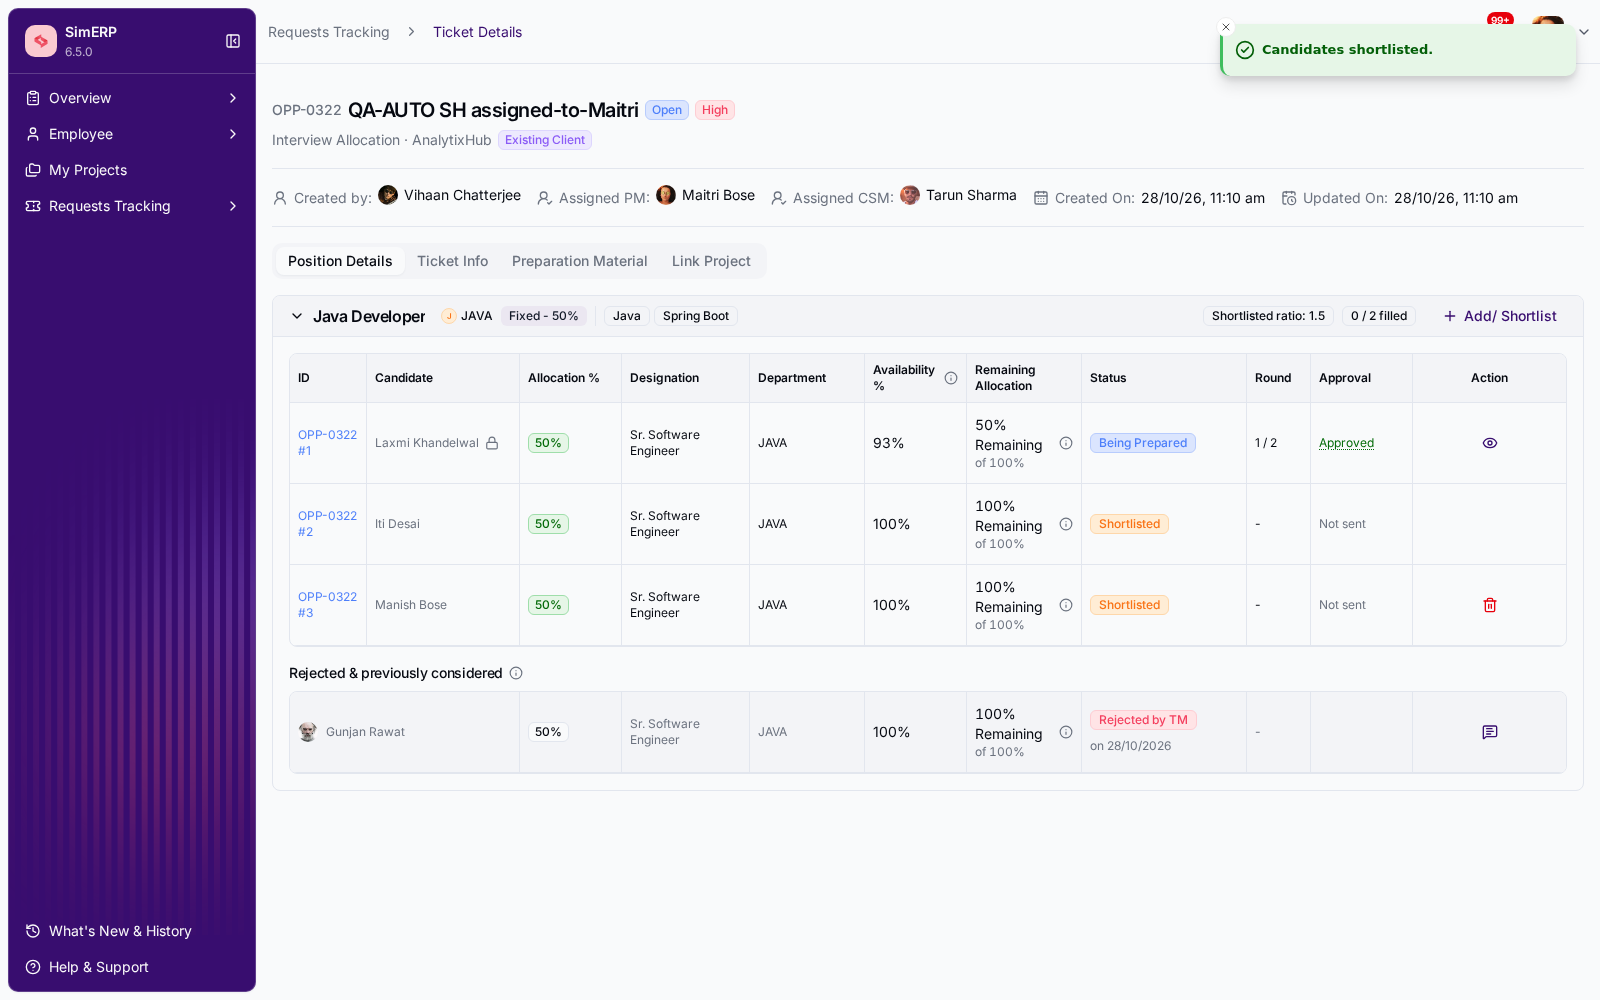 SimERP
6.5.0
Overview
Employee
My Projects
Requests Tracking
What's New & History
Help & Support
Requests Tracking > Ticket Details
99+
Candidates shortlisted.
OPP-0322 QA-AUTO SH assigned-to-Maitri Open High
Interview Allocation · AnalytixHub Existing Client
Created by: Vihaan Chatterjee Assigned PM: Maitri Bose Assigned CSM: Tarun Sharma Created On: 28/10/26, 11:10 am Updated On: 28/10/26, 11:10 am
Position Details Ticket Info Preparation Material Link Project
Java Developer J JAVA Fixed - 50% Java Spring Boot Shortlisted ratio: 1.5 0 / 2 filled + Add/ Shortlist
ID Candidate Allocation % Designation Department Availability % Remaining Allocation Status Round Approval Action
OPP-0322 #1 Laxmi Khandelwal 50% Sr. Software Engineer JAVA 93% 50% Remaining of 100% Being Prepared 1 / 2 Approved
OPP-0322 #2 Iti Desai 50% Sr. Software Engineer JAVA 100% 100% Remaining of 100% Shortlisted - Not sent
OPP-0322 #3 Manish Bose 50% Sr. Software Engineer JAVA 100% 100% Remaining of 100% Shortlisted - Not sent
Rejected & previously considered
Gunjan Rawat 50% Sr. Software Engineer JAVA 100% 100% Remaining of 100% Rejected by TM on 28/10/2026 -